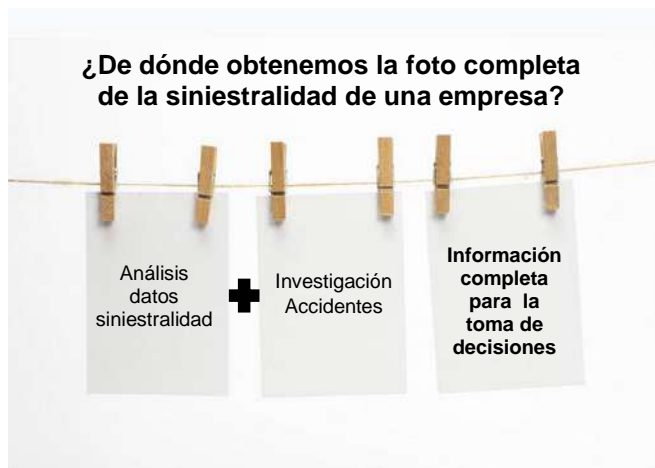 ¿De dónde obtenemos la foto completa
de la siniestralidad de una empresa?
Análisis
datos
siniestralidad
Investigación
Accidentes
Información
completa
para la
toma de
decisiones